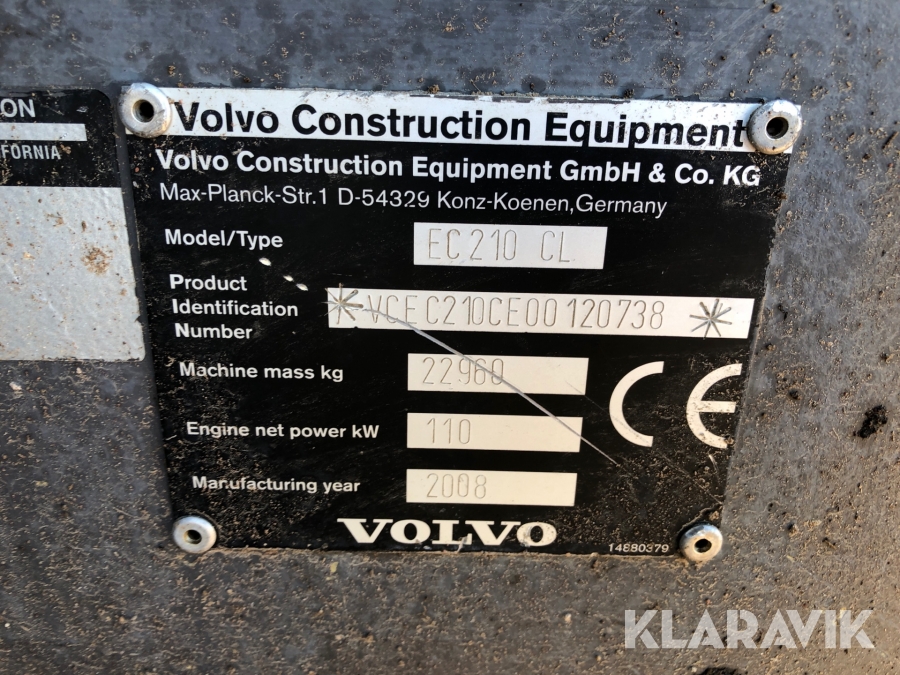 ON
FORNIA
Volvo Construction Equipment
Volvo Construction Equipment GmbH & Co. KG
Max-Planck-Str.1 D-54329 Konz-Koenen,Germany
Model/Type EC210 CL
Product
Identification
Number
*VCEC210CE00120738*
Machine mass kg 22960
Engine net power kW 110
Manufacturing year 2008
CE
VOLVO
14880379
KLARAVIK